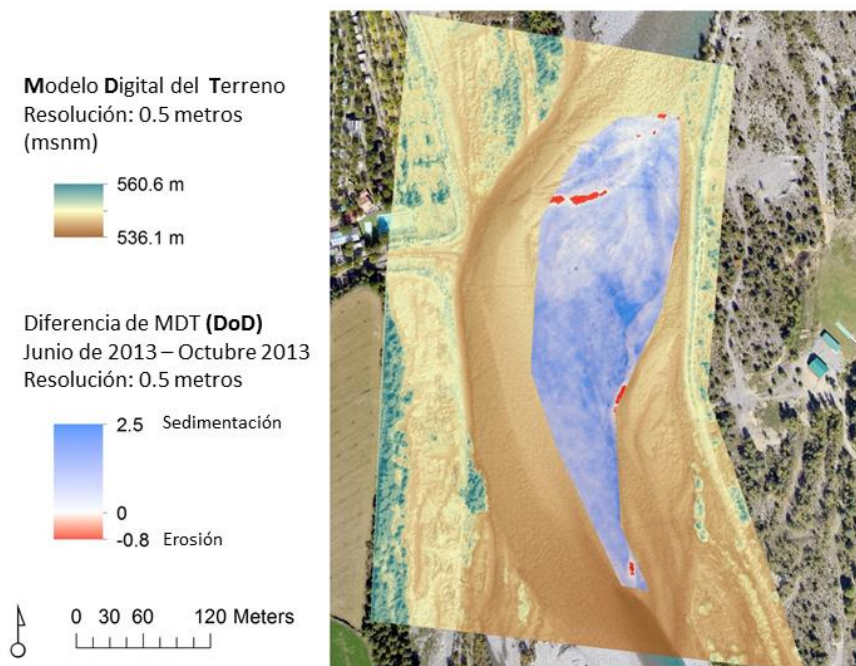 Modelo Digital del Terreno
Resolución: 0.5 metros
(msnm)
560.6 m
536.1 m
Diferencia de MDT (DoD)
Junio de 2013 – Octubre 2013
Resolución: 0.5 metros
2.5 Sedimentación
0
-0.8 Erosión
0 30 60 120 Meters